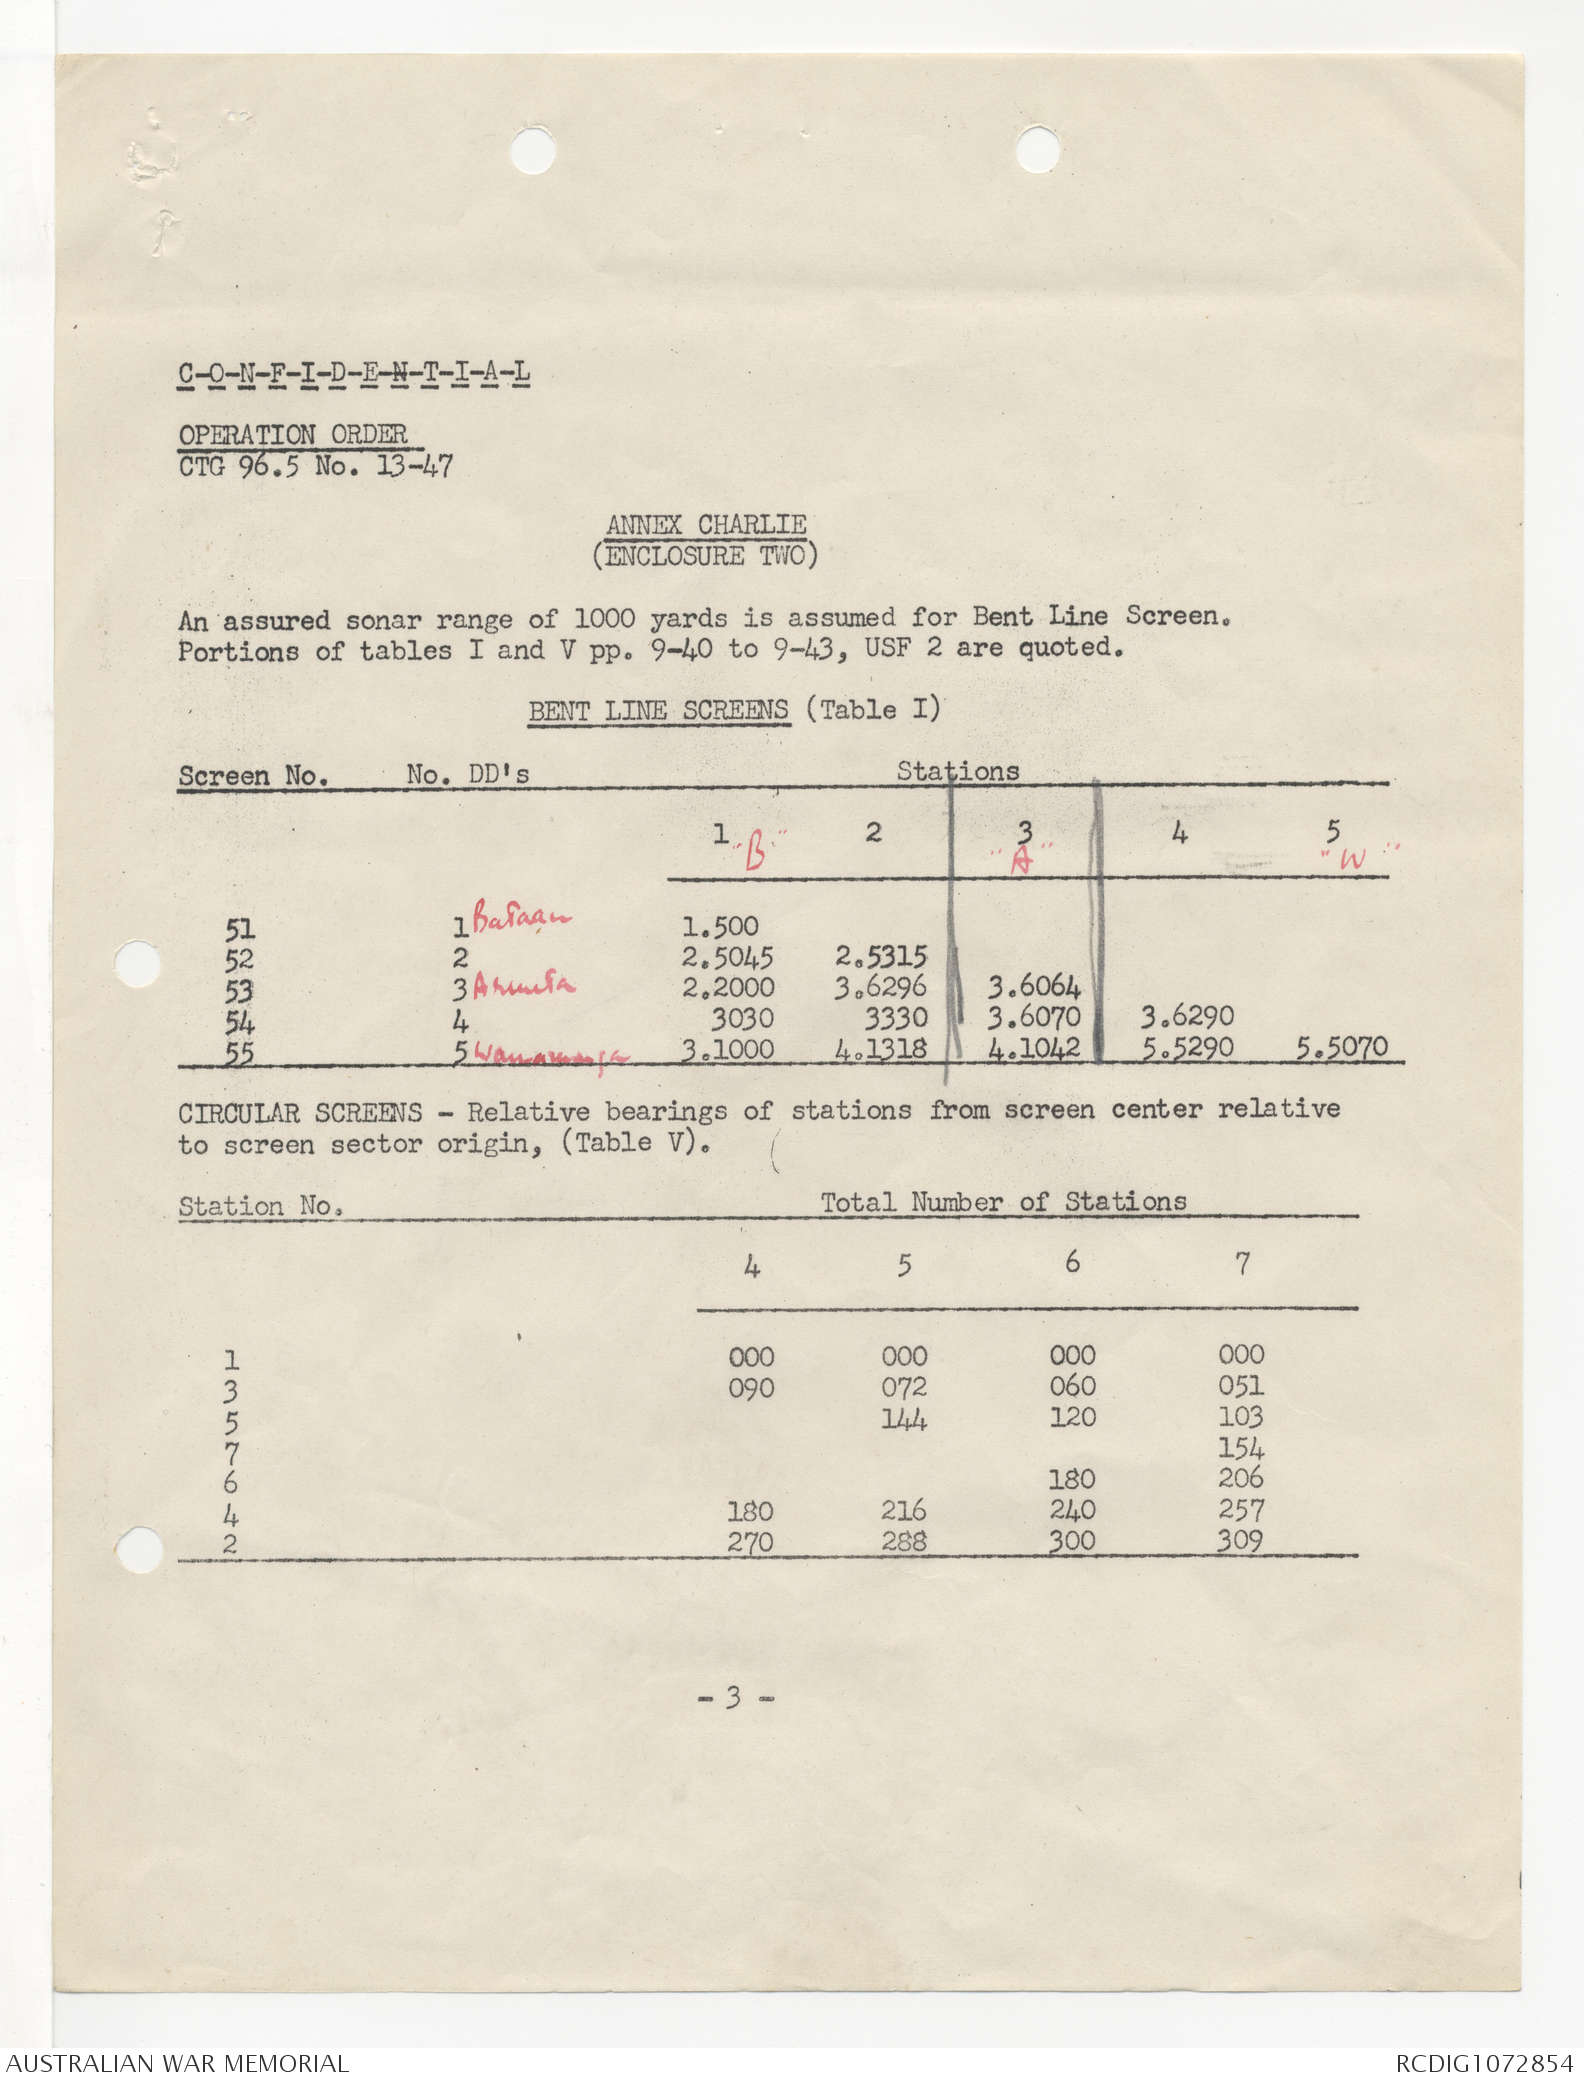 C-O-N-F-I-D-E-N-T-I-A-L
OPERATION ORDER
CTG 96.5 No. 13-47
ANNEX CHARLIE
(ENCLOSURE TWO)
An assured sonar range of 1000 yards is assumed for Bent Line Screen.
Portions of tables I and V pp. 9-40 to 9-43, USF 2 are quoted.
BENT LINE SCREENS (Table I)
Screen No. No. DD's Stations
1 2 3 4 5
"B" "A" "W"
51 1 Bataan 1.500
52 2 2.5045 2.5315
53 3 Arunta 2.2000 3.6296 3.6064
54 4 3030 3330 3.6070 3.6290
55 5 Warramunga 3.1000 4.1318 4.1042 5.5290 5.5070
CIRCULAR SCREENS - Relative bearings of stations from screen center relative
to screen sector origin, (Table V).
Station No. Total Number of Stations
4 5 6 7
1 000 000 000 000
3 090 072 060 051
5 144 120 103
7 154
6 180 206
4 180 216 240 257
2 270 288 300 309
- 3 -
AUSTRALIAN WAR MEMORIAL RCDIG1072854